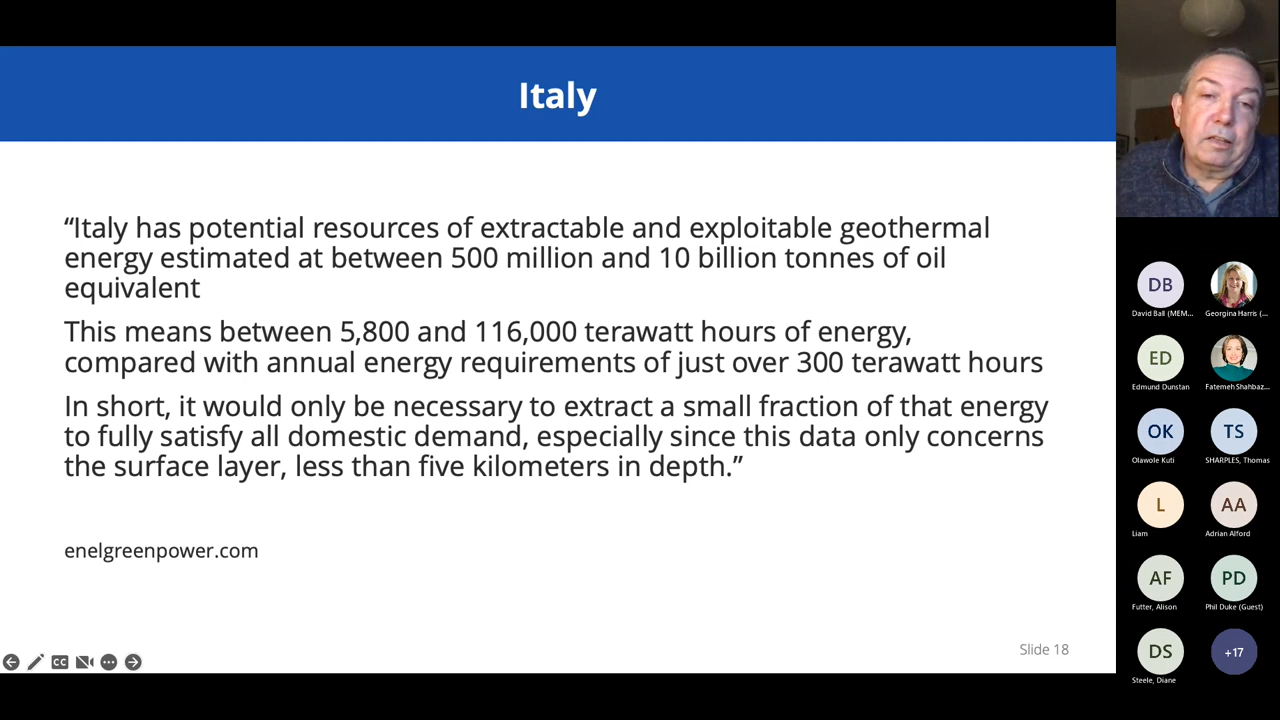 Italy
“Italy has potential resources of extractable and exploitable geothermal
energy estimated at between 500 million and 10 billion tonnes of oil
equivalent
This means between 5,800 and 116,000 terawatt hours of energy,
compared with annual energy requirements of just over 300 terawatt hours
In short, it would only be necessary to extract a small fraction of that energy
to fully satisfy all domestic demand, especially since this data only concerns
the surface layer, less than five kilometers in depth.”
enelgreenpower.com
Slide 18
CC
DB
David Ball (MEM...
Georgina Harris (...
ED
Edmund Dunstan
Fatemeh Shahbaz...
OK
Olawole Kuti
TS
SHARPLES, Thomas
L
Liam
AA
Adrian Alford
AF
Futter, Alison
PD
Phil Duke (Guest)
DS
Steele, Diane
+17